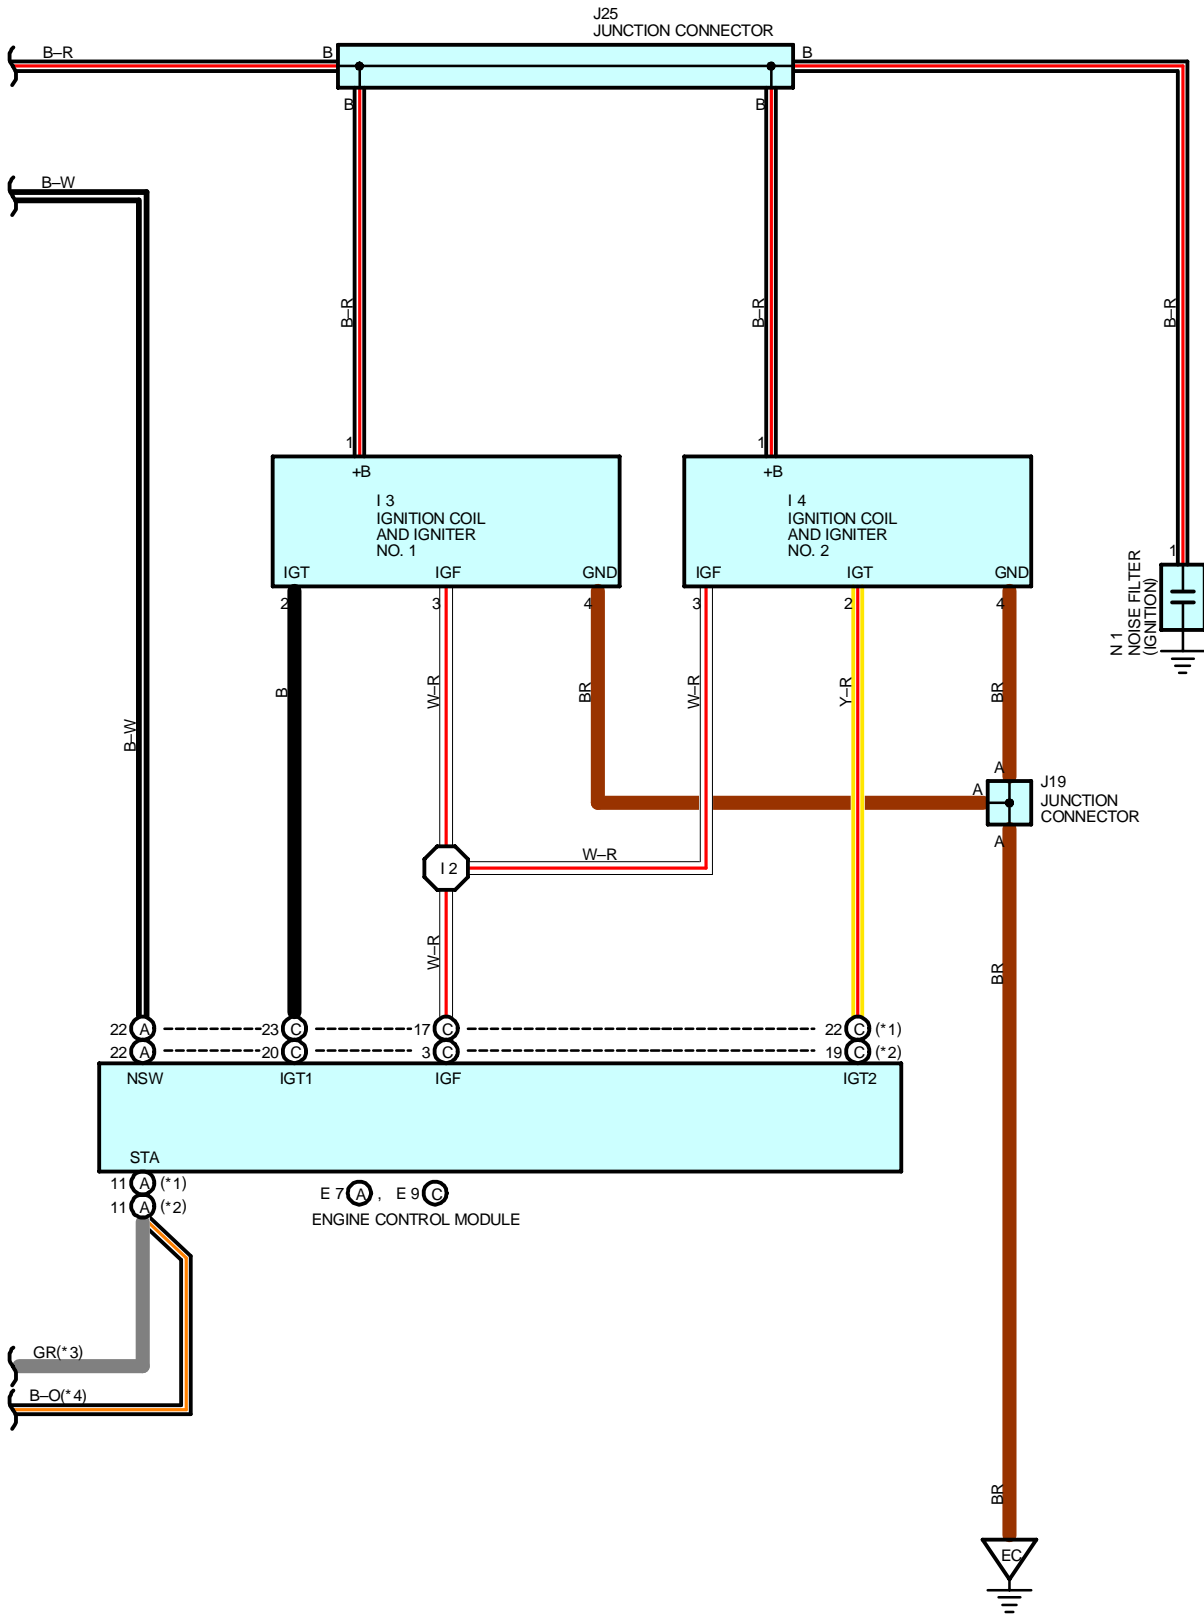 J25
JUNCTION CONNECTOR
B–R
B
B
B
B
B–W
B–R
B–R
B–R
1
+B
I 3
IGNITION COIL
AND IGNITER
NO. 1
IGT
IGF
GND
2
3
4
1
+B
I 4
IGNITION COIL
AND IGNITER
NO. 2
IGF
IGT
GND
3
2
4
1
N 1
NOISE FILTER
(IGNITION)
B–W
B
W–R
BR
W–R
Y–R
BR
A
A
A
J19
JUNCTION
CONNECTOR
I 2
W–R
W–R
BR
22 A
23 C
17 C
22 C (*1)
22 A
20 C
3 C
19 C (*2)
NSW
IGT1
IGF
IGT2
STA
11 A (*1)
11 A (*2)
E 7 A , E 9 C
ENGINE CONTROL MODULE
GR(*3)
B–O(*4)
BR
EC